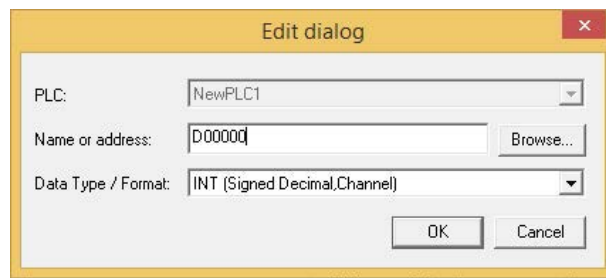 Edit dialog
PLC: NewPLC1
Name or address: D00000 Browse...
Data Type / Format: INT (Signed Decimal,Channel)
OK Cancel